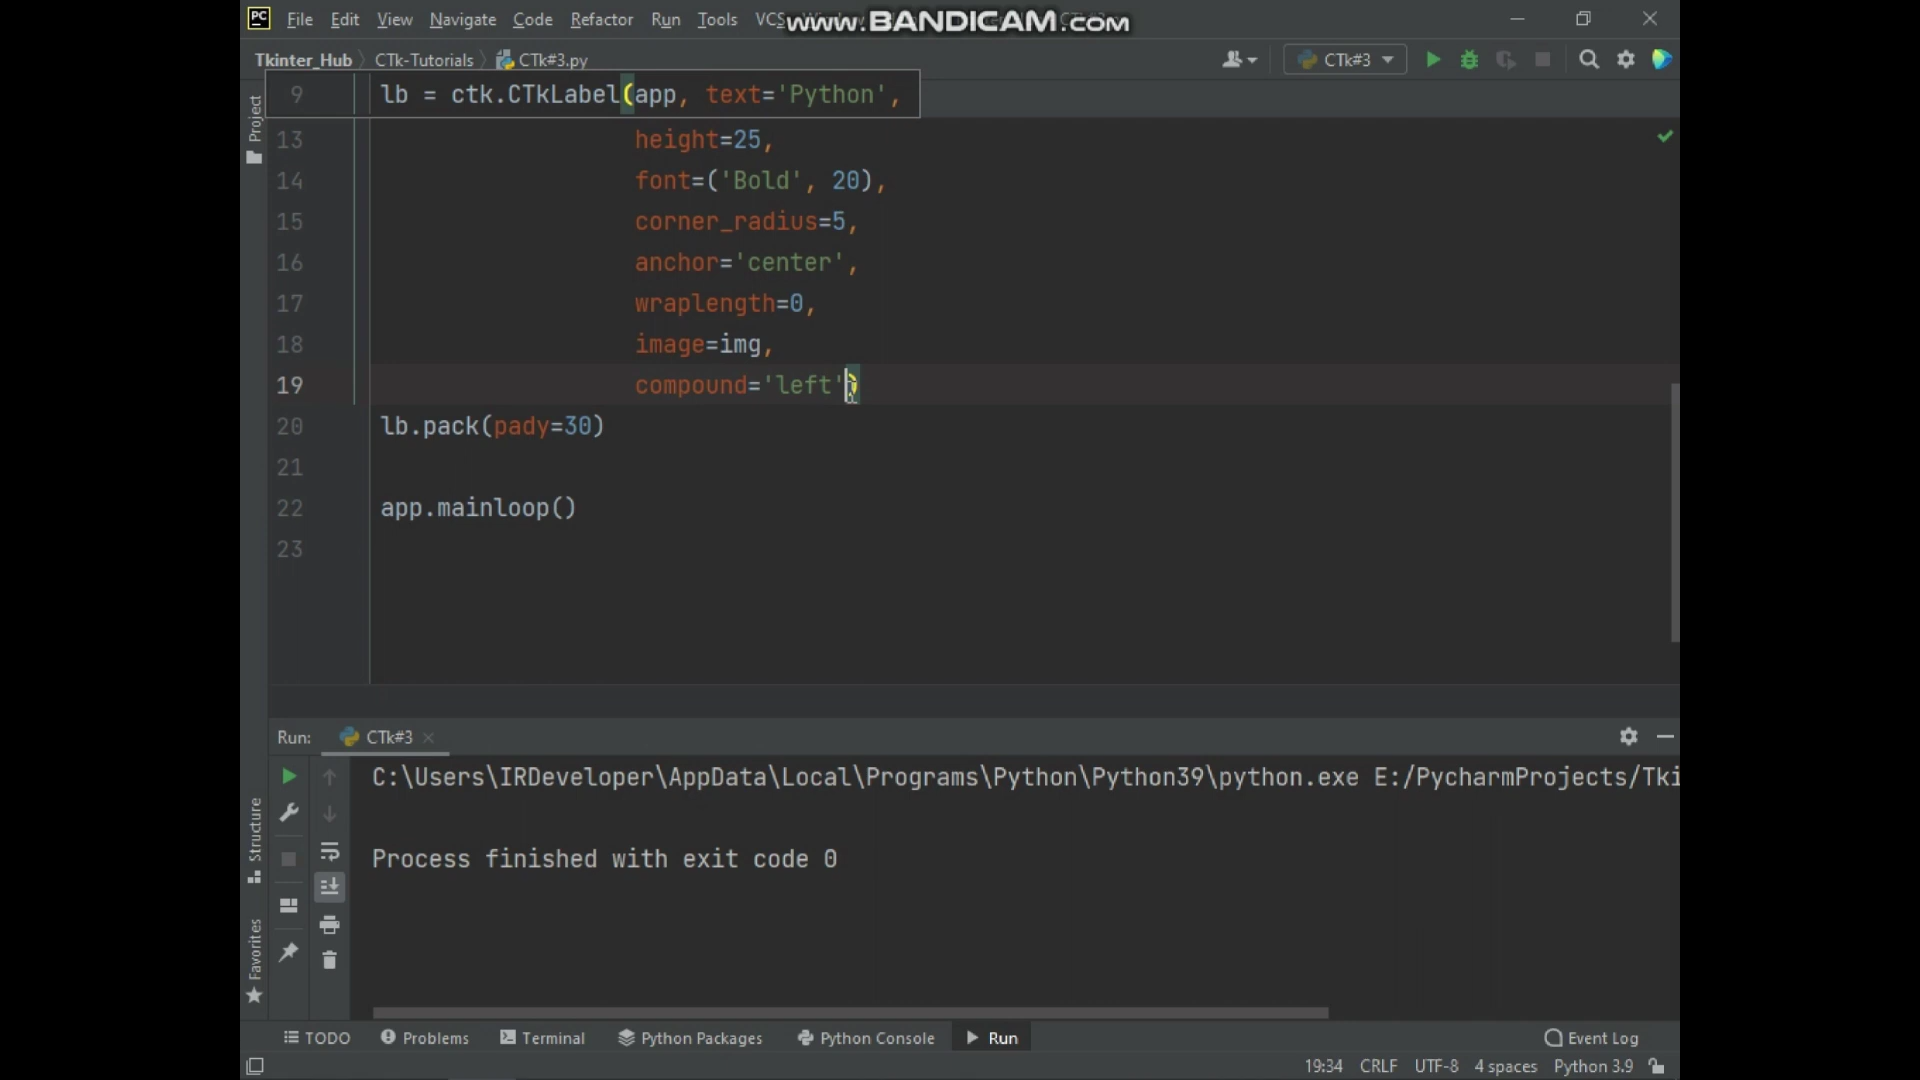 PC File Edit View Navigate Code Refactor Run Tools VCS
www.BANDICAM.com
Tkinter_Hub CTk-Tutorials CTk#3.py CTk#3
Project
9 lb = ctk.CTkLabel(app, text='Python',
13 height=25,
14 font=('Bold', 20),
15 corner_radius=5,
16 anchor='center',
17 wraplength=0,
18 image=img,
19 compound='left')
20 lb.pack(pady=30)
21
22 app.mainloop()
23
Run: CTk#3
C:\Users\IRDeveloper\AppData\Local\Programs\Python\Python39\python.exe E:/PycharmProjects/Tki
Process finished with exit code 0
Structure
Favorites
TODO Problems Terminal Python Packages Python Console Run Event Log
19:34 CRLF UTF-8 4 spaces Python 3.9